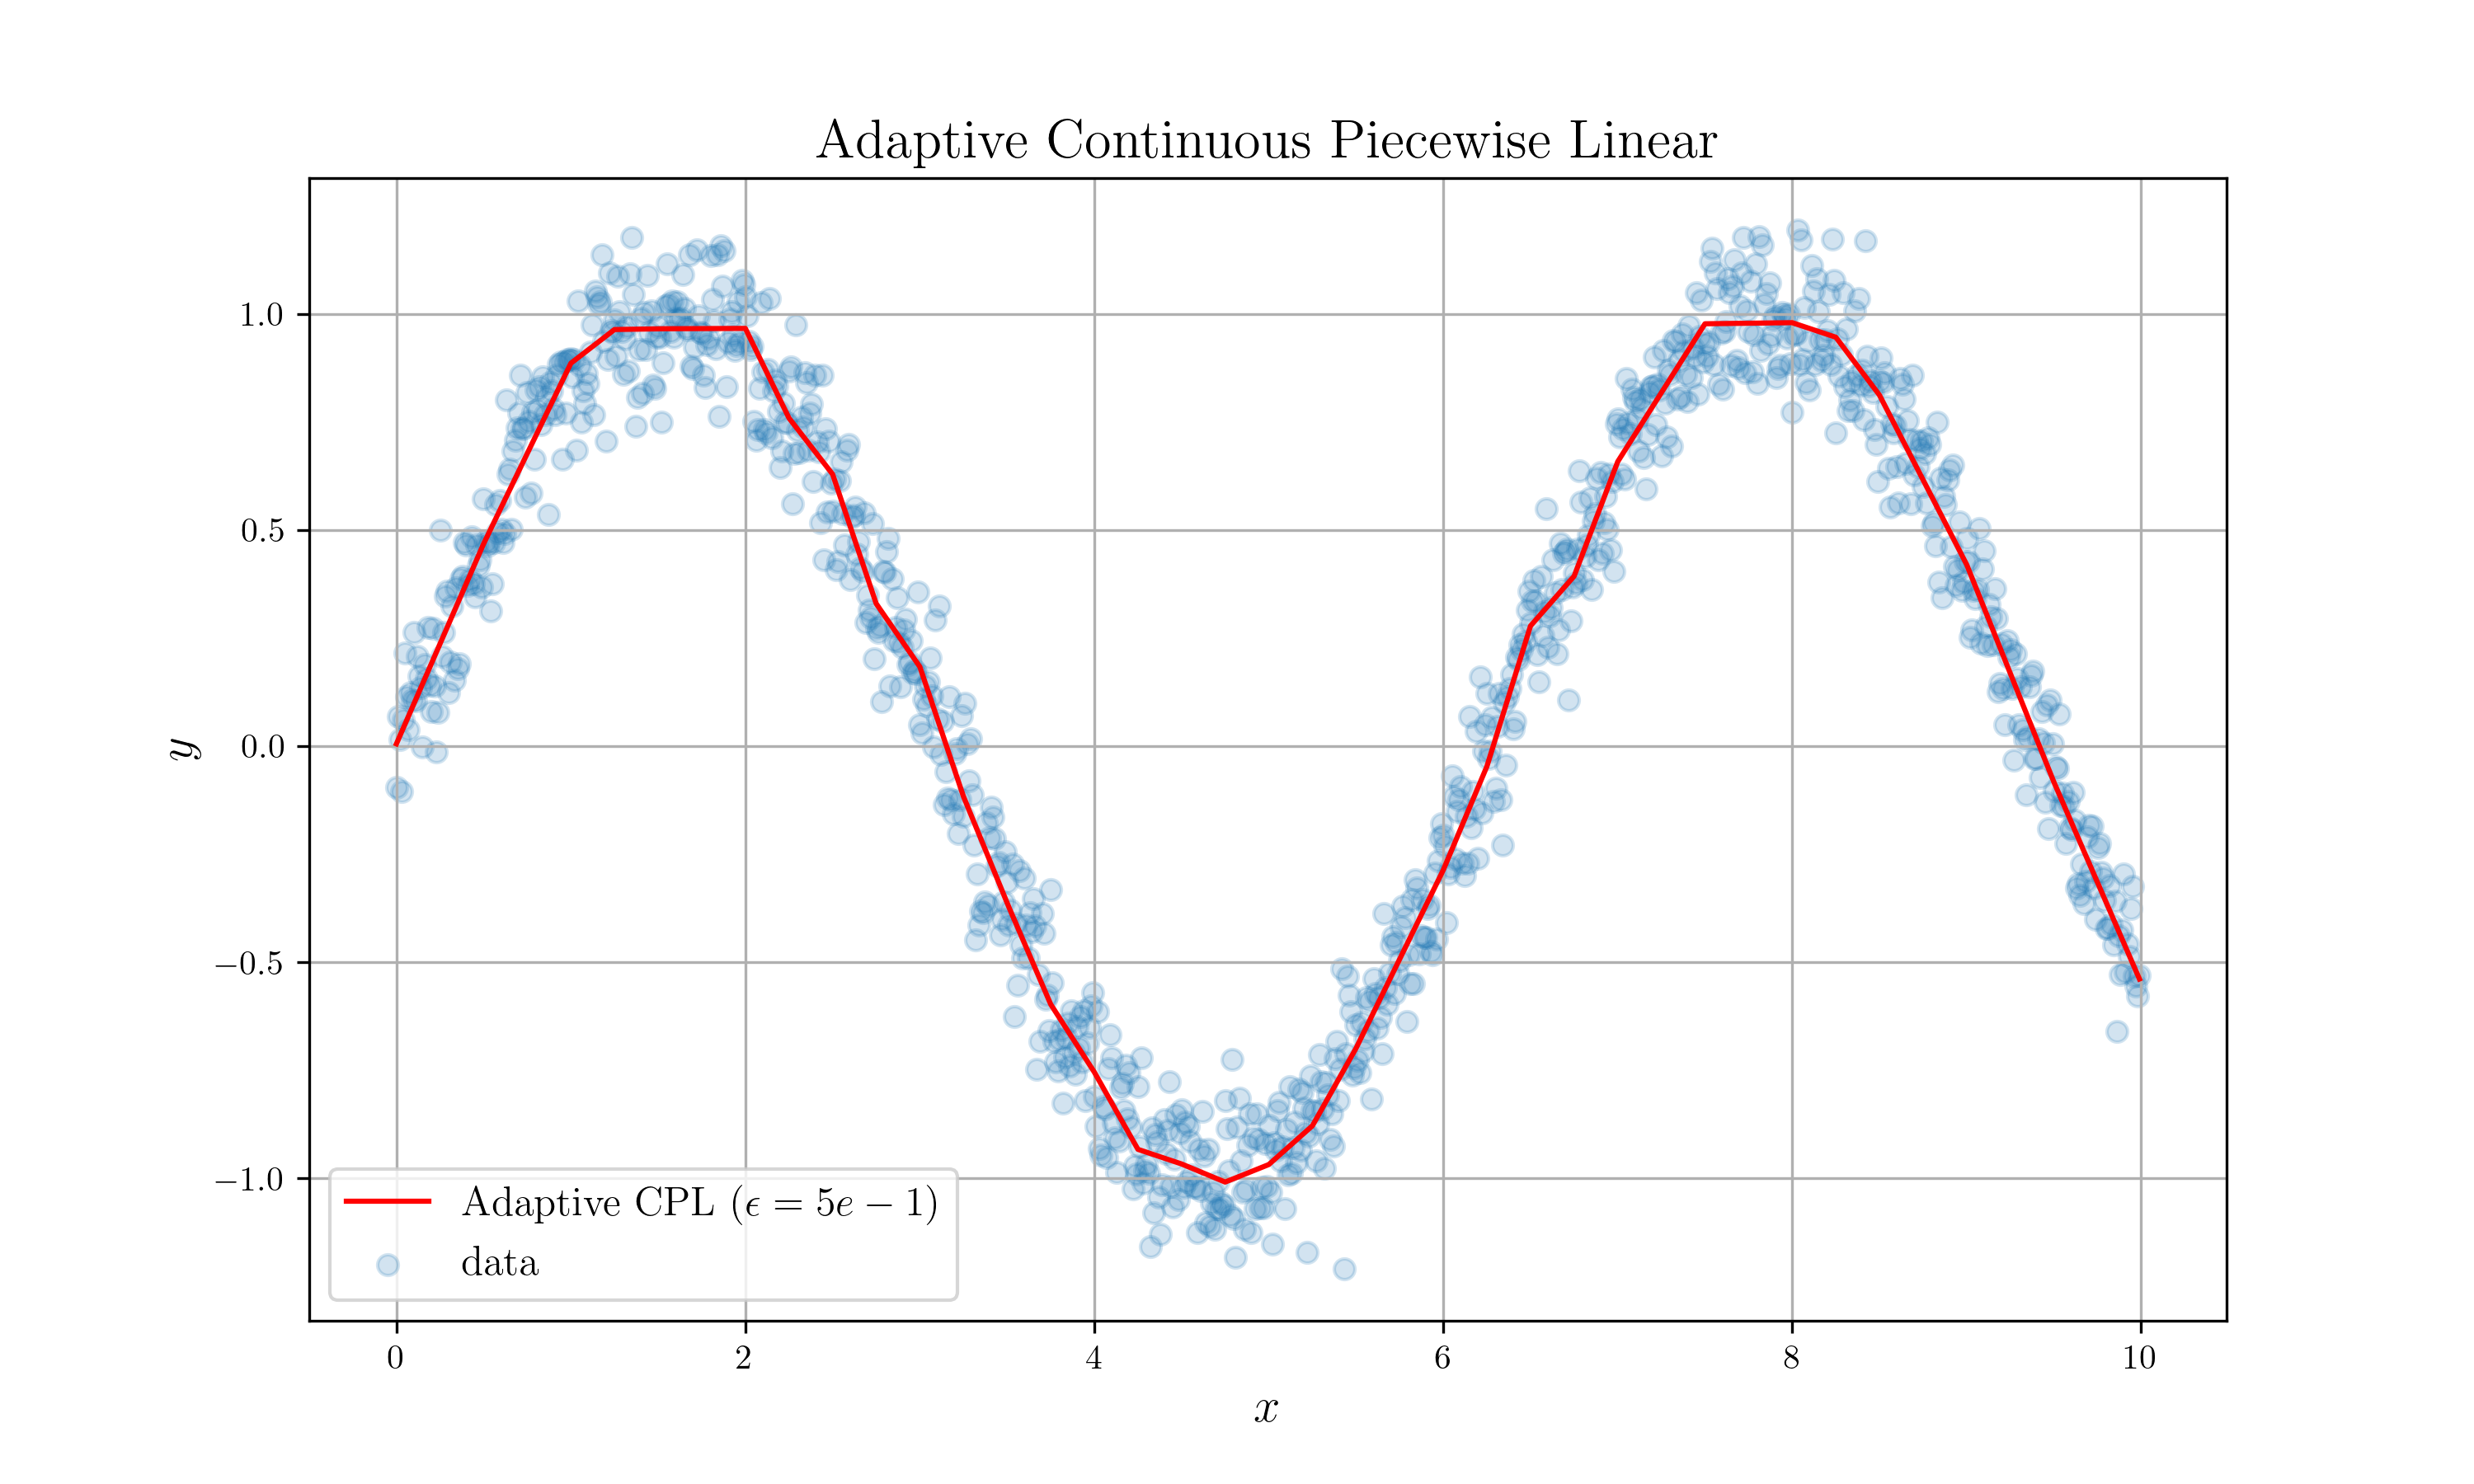 Adaptive Continuous Piecewise Linear
y
1.0
0.5
0.0
−0.5
−1.0
Adaptive CPL (ϵ = 5e − 1)
data
0 2 4 6 8 10
x